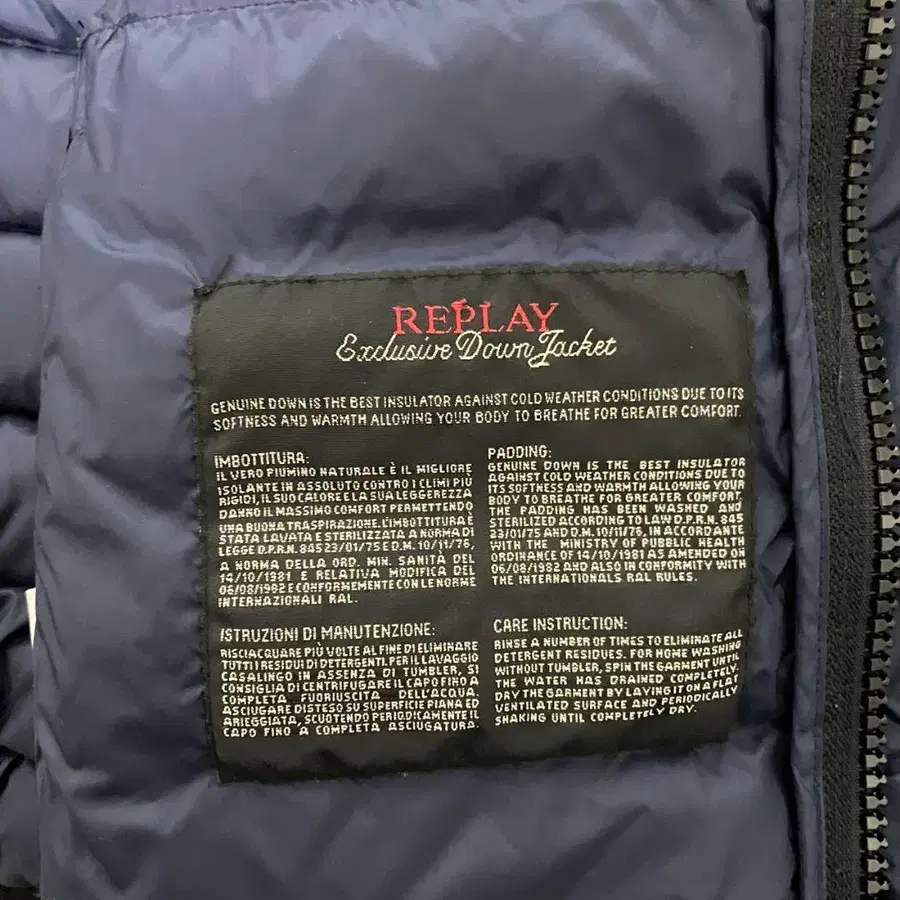 REPLAY
Exclusive Down Jacket
GENUINE DOWN IS THE BEST INSULATOR AGAINST COLD WEATHER CONDITIONS DUE TO ITS
SOFTNESS AND WARMTH ALLOWING YOUR BODY TO BREATHE FOR GREATER COMFORT.
IMBOTTITURA:
IL VERO PIUMINO NATURALE È IL MIGLIORE
ISOLANTE IN ASSOLUTO CONTRO I CLIMI PIÙ
RIGIDI, IL SUO CALORE E LA SUA LEGGEREZZA
DANNO IL MASSIMO COMFORT PERMETTENDO
UNA BUONA TRASPIRAZIONE. L'IMBOTTITURA È
STATA LAVATA E STERILIZZATA A NORMA DI
LEGGE D.P.R.N. 845 23/01/75 E D.M. 10/11/76,
A NORMA DELLA ORD. MIN. SANITÀ DEL
14/10/1981 E RELATIVA MODIFICA DEL
06/08/1982 E CONFORMEMENTE CON LE NORME
INTERNAZIONALI RAL.
PADDING:
GENUINE DOWN IS THE BEST INSULATOR
AGAINST COLD WEATHER CONDITIONS DUE TO
ITS SOFTNESS AND WARMTH ALLOWING YOUR
BODY TO BREATHE FOR GREATER COMFORT.
THE PADDING HAS BEEN WASHED AND
STERILIZED ACCORDING TO LAW D.P.R.N. 845
23/01/75 AND D.M. 10/11/76, IN ACCORDANTE
WITH THE MINISTRY OF PUBBLIC HEALTH
ORDINANCE OF 14/10/1981 AS AMENDED ON
06/08/1982 AND ALSO IN CONFORMITY WITH
THE INTERNATIONALS RAL RULES.
ISTRUZIONI DI MANUTENZIONE:
RISCIACQUARE PIÙ VOLTE AL FINE DI ELIMINARE
TUTTI I RESIDUI DI DETERGENTI. PER IL LAVAGGIO
CASALINGO IN ASSENZA DI TUMBLER, SI
CONSIGLIA DI CENTRIFUGARE IL CAPO FINO A
COMPLETA FUORIUSCITA DELL'ACQUA.
ASCIUGARE DISTESO SU SUPERFICIE PIANA ED
ARIEGGIATA, SCUOTENDO PERIODICAMENTE IL
CAPO FINO A COMPLETA ASCIUGATURA.
CARE INSTRUCTION:
RINSE A NUMBER OF TIMES TO ELIMINATE ALL
DETERGENT RESIDUES. FOR HOME WASHING
WITHOUT TUMBLER, SPIN THE GARMENT UNTIL
THE WATER HAS DRAINED COMPLETELY.
DRY THE GARMENT BY LAYING IT ON A FLAT
VENTILATED SURFACE AND PERIODICALLY
SHAKING UNTIL COMPLETELY DRY.